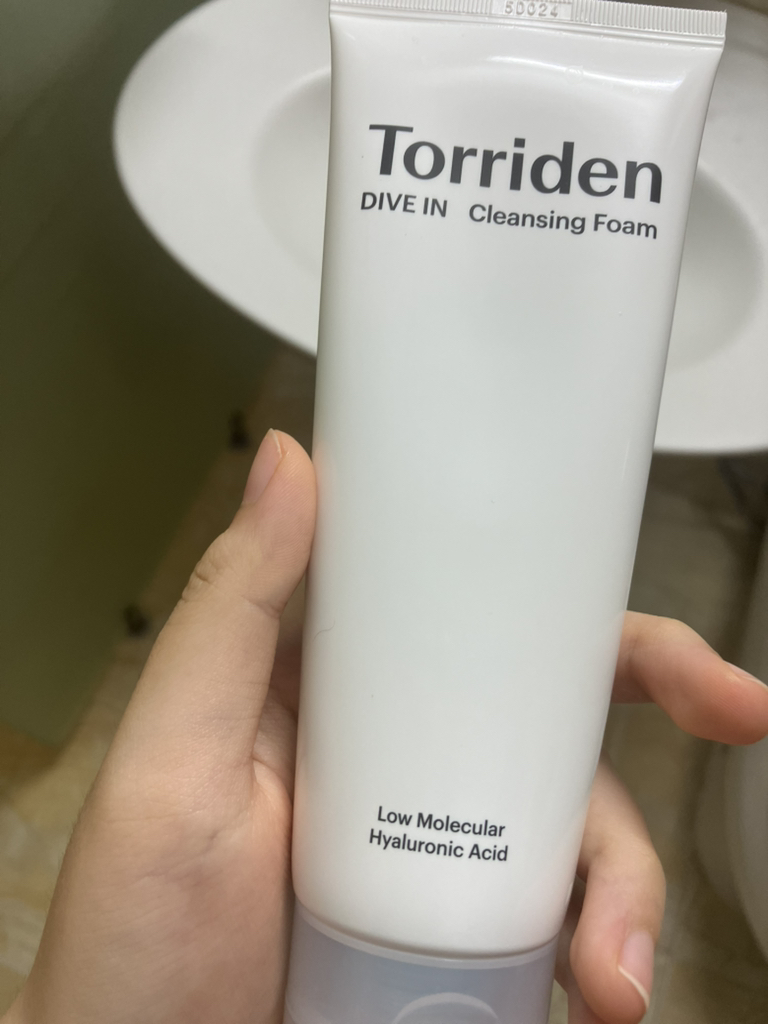 50024
Torriden
DIVE IN Cleansing Foam
Low Molecular
Hyaluronic Acid